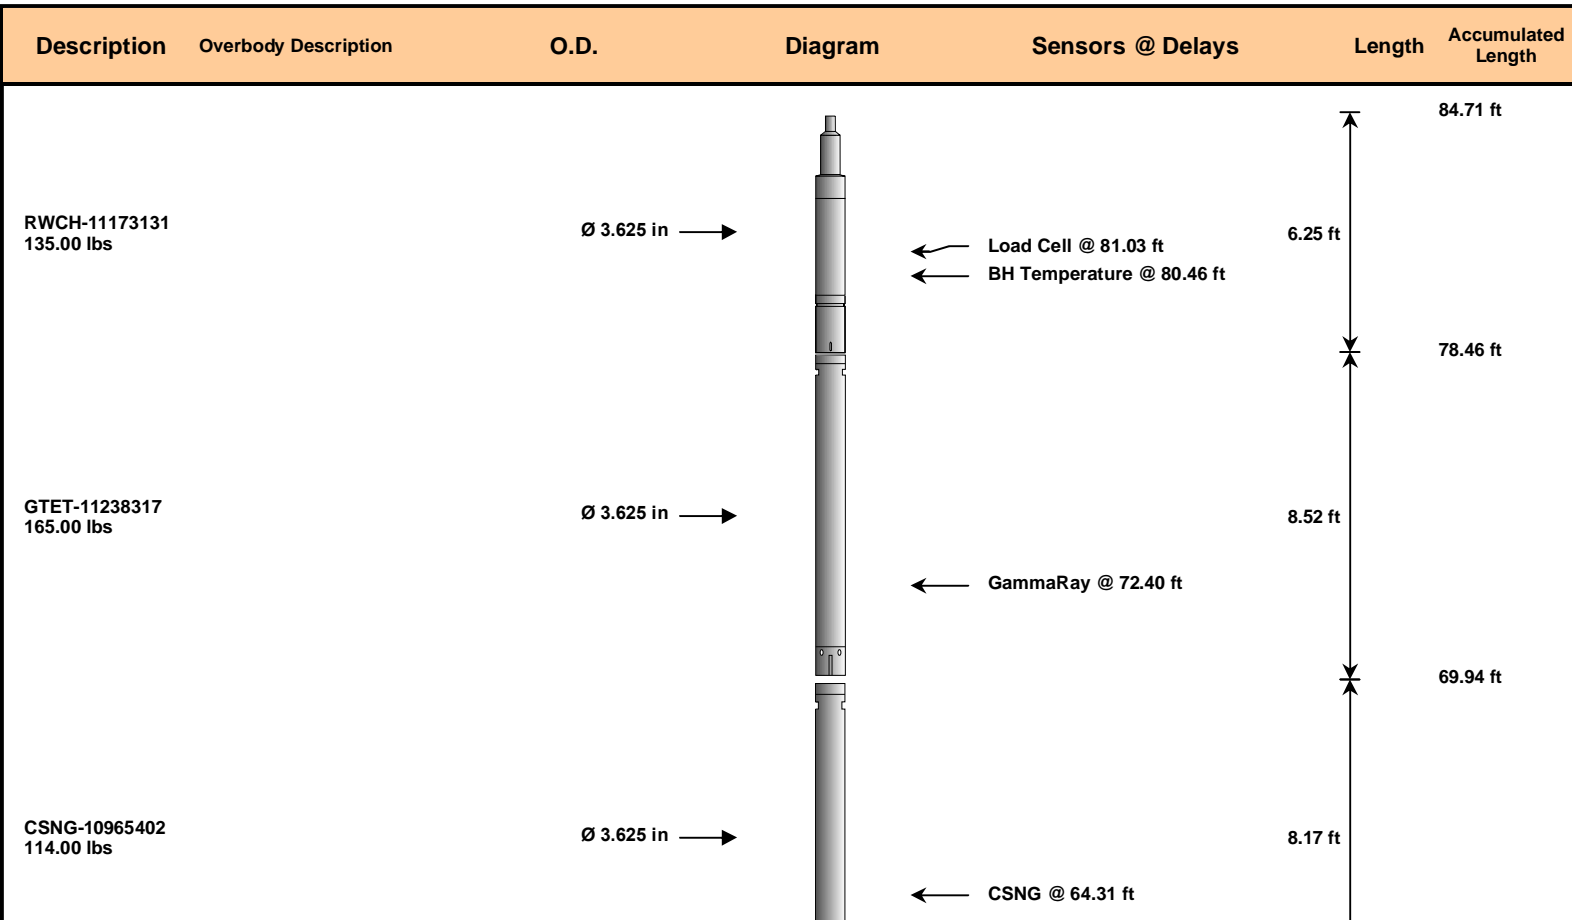 Description Overbody Description O.D. Diagram Sensors @ Delays Length Accumulated
Length
84.71 ft
RWCH-11173131
135.00 lbs
Ø 3.625 in
Load Cell @ 81.03 ft
BH Temperature @ 80.46 ft
6.25 ft
78.46 ft
GTET-11238317
165.00 lbs
Ø 3.625 in
8.52 ft
GammaRay @ 72.40 ft
69.94 ft
CSNG-10965402
114.00 lbs
Ø 3.625 in
8.17 ft
CSNG @ 64.31 ft